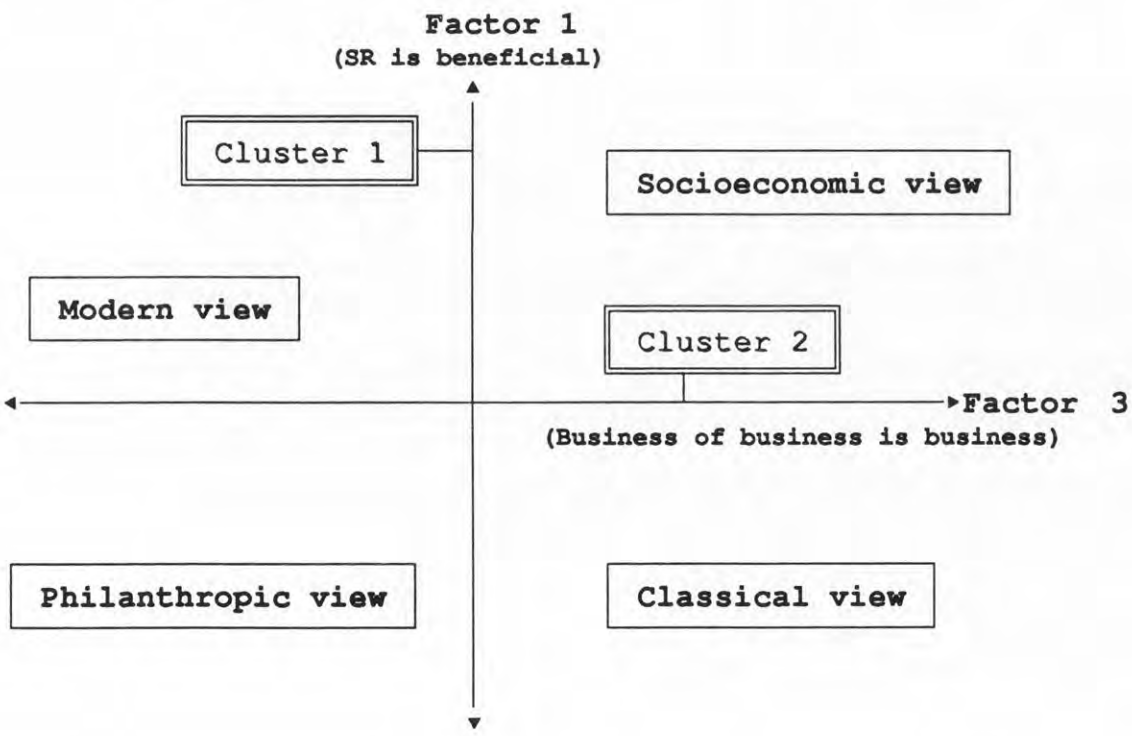 Factor 1
(SR is beneficial)
Cluster 1
Socioeconomic view
Modern view
Cluster 2
Factor 3
(Business of business is business)
Philanthropic view
Classical view